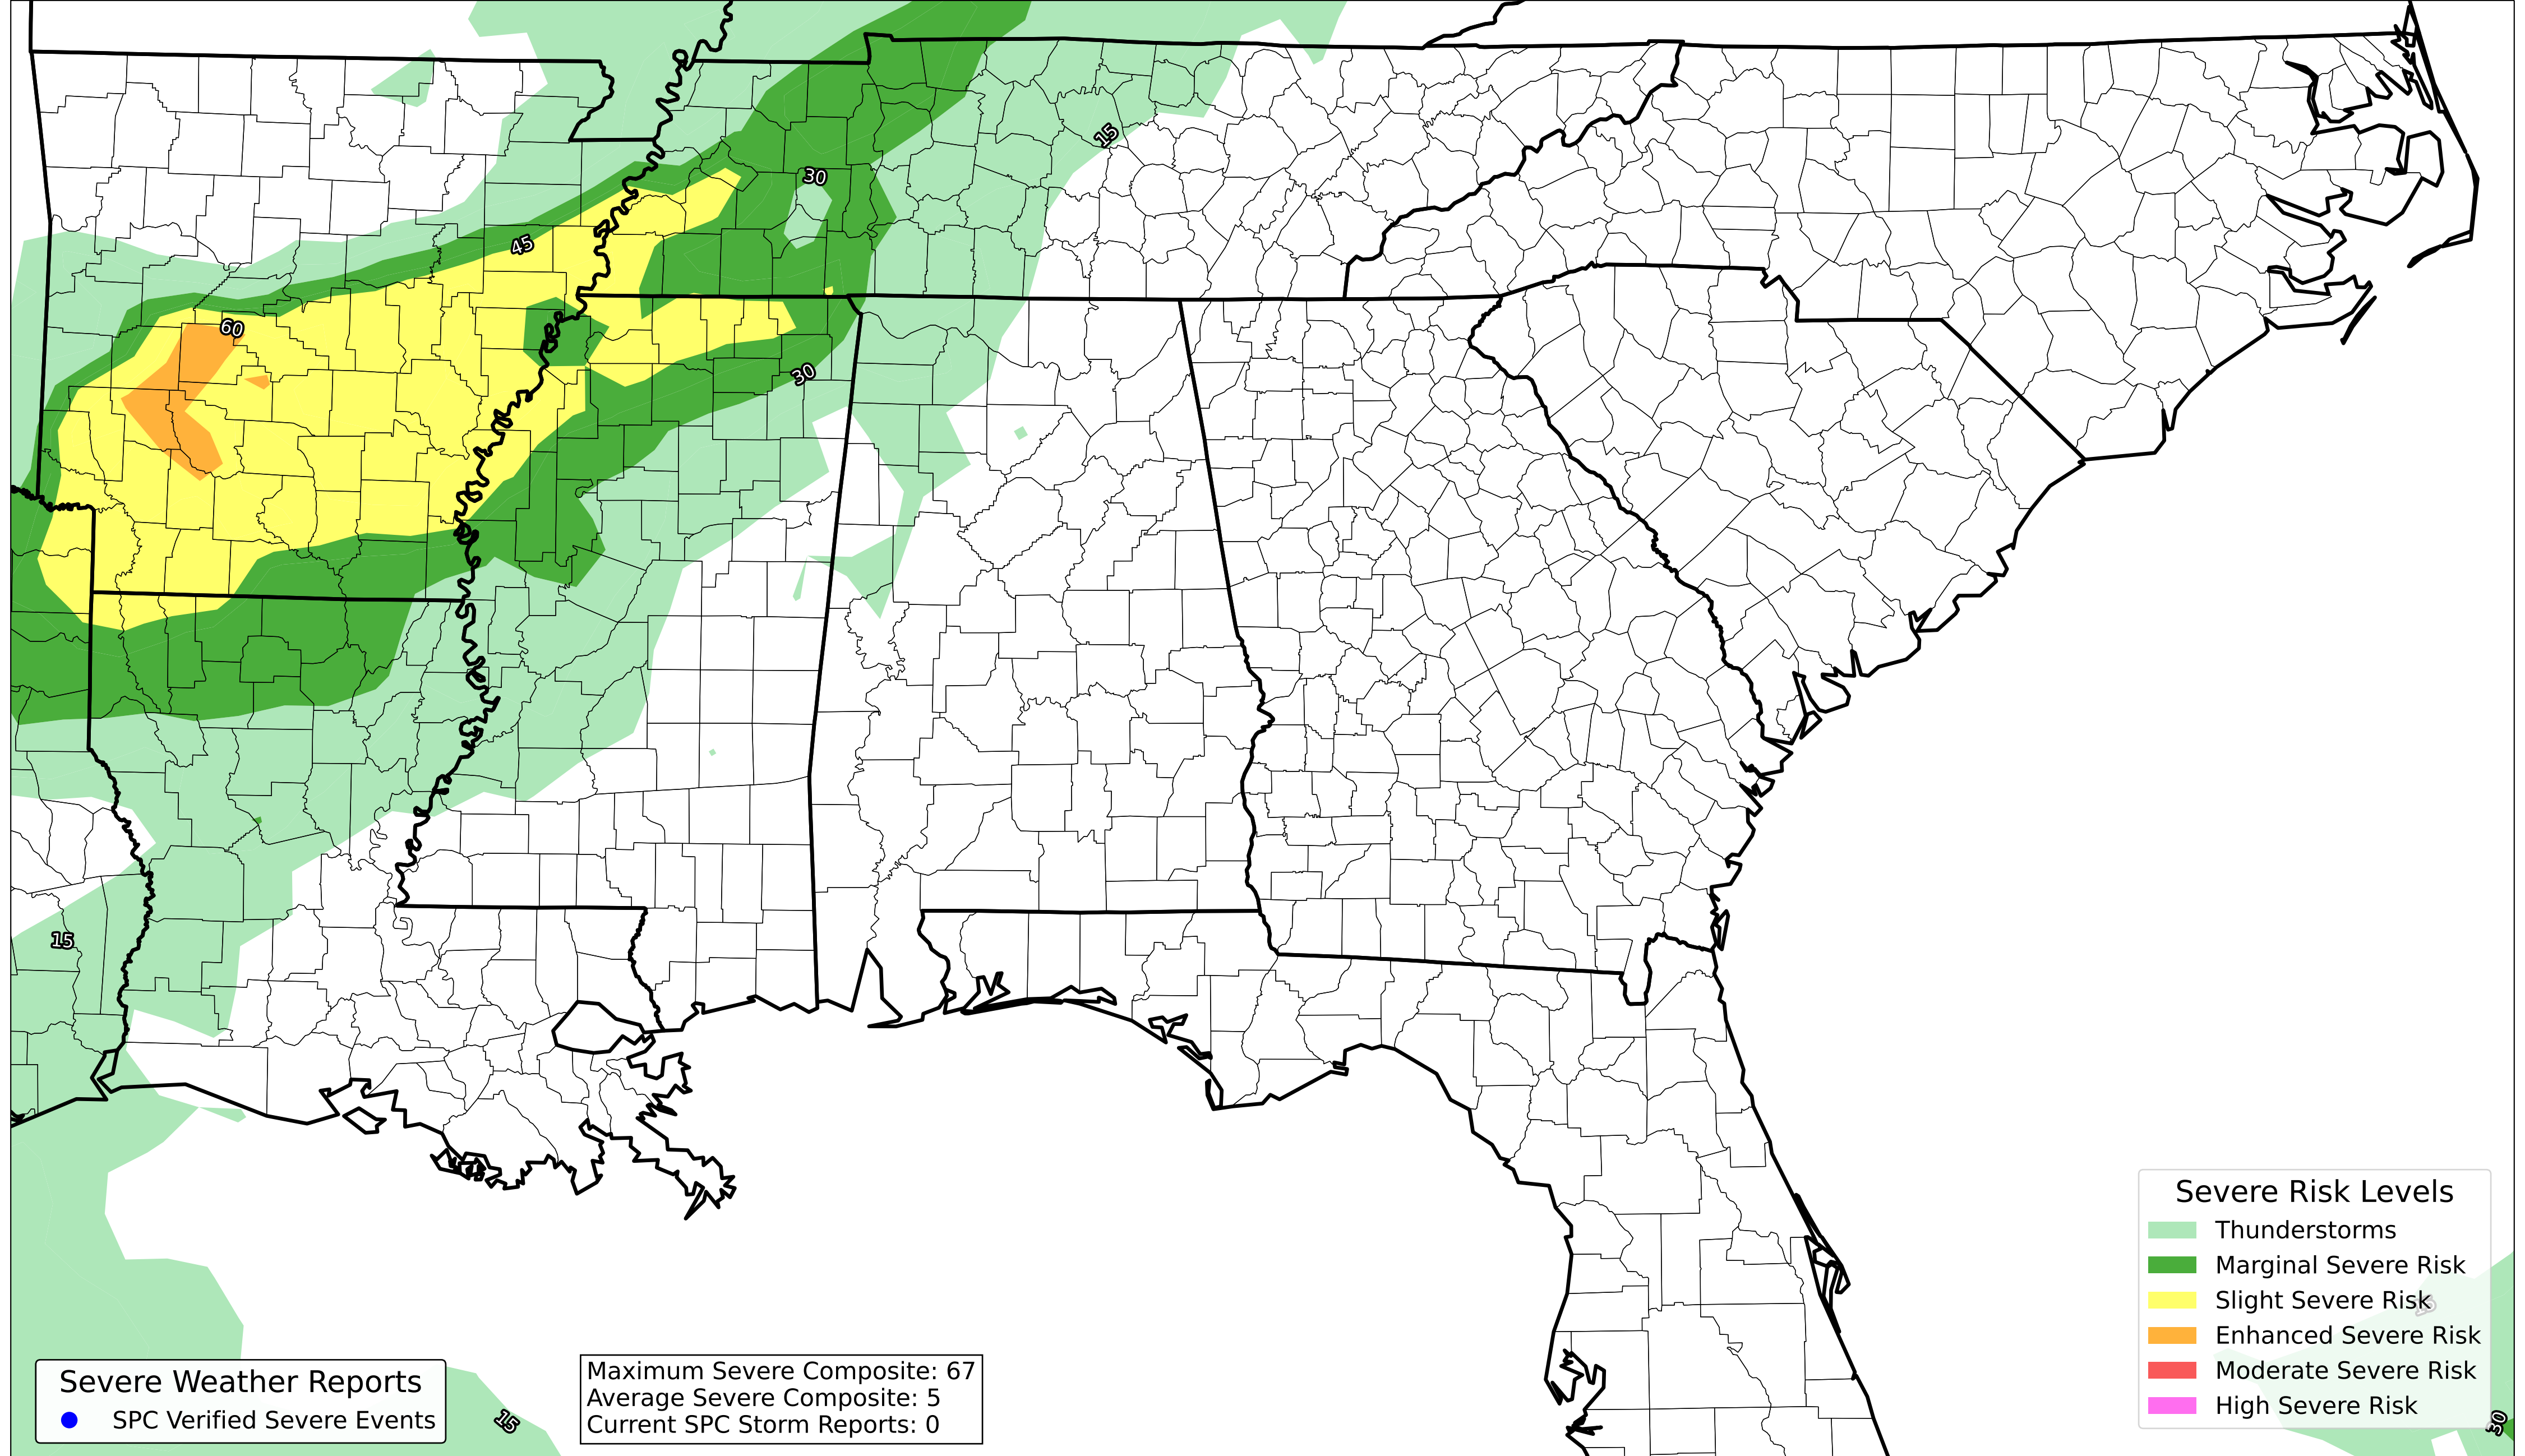 15
30
45
60
30
15
15
30
Severe Risk Levels
Thunderstorms
Marginal Severe Risk
Slight Severe Risk
Enhanced Severe Risk
Moderate Severe Risk
High Severe Risk
Severe Weather Reports
SPC Verified Severe Events
Maximum Severe Composite: 67
Average Severe Composite: 5
Current SPC Storm Reports: 0